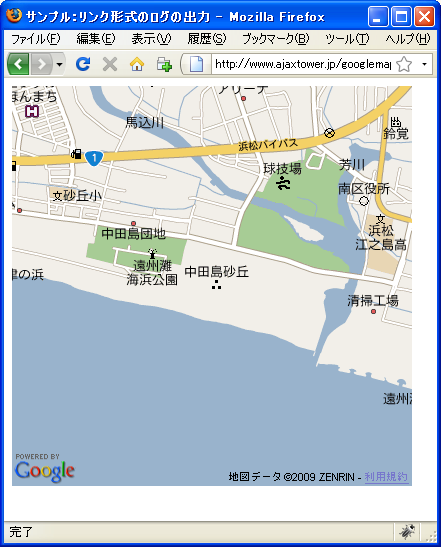 サンプル:リンク形式のログの出力 - Mozilla Firefox
ファイル(F) 編集(E) 表示(V) 履歴(S) ブックマーク(B) ツール(T) ヘルプ(H)
http://www.ajaxtower.jp/googlemap
ほんまち
アリーナ
馬込川
浜松バイパス
鈴覚
1
球技場
芳川
南区役所
文
砂丘小
文
中田島団地
浜松
江之島高
遠州灘
海浜公園
中田島砂丘
津の浜
清掃工場
遠州灘
POWERED BY
Google
地図データ ©2009 ZENRIN - 利用規約
完了